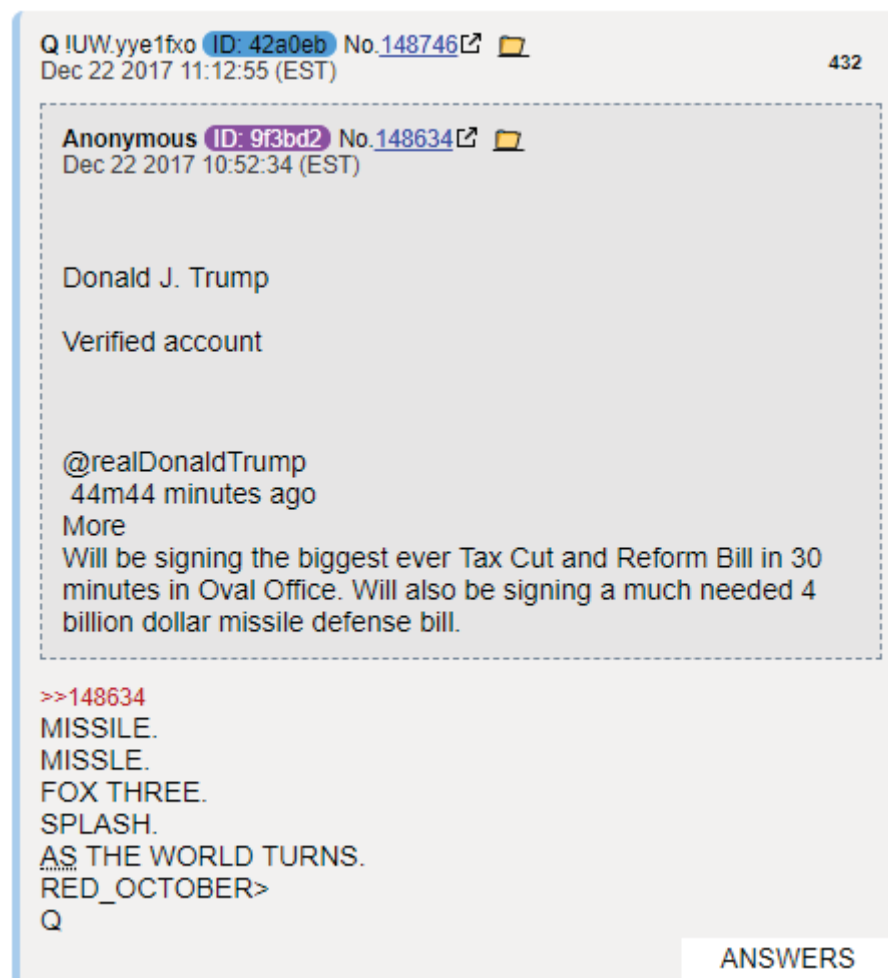 Q !UW.yye1fxo ID: 42a0eb No.148746
Dec 22 2017 11:12:55 (EST)
432
Anonymous ID: 9f3bd2 No.148634
Dec 22 2017 10:52:34 (EST)
Donald J. Trump
Verified account
@realDonaldTrump
44m44 minutes ago
More
Will be signing the biggest ever Tax Cut and Reform Bill in 30
minutes in Oval Office. Will also be signing a much needed 4
billion dollar missile defense bill.
>>148634
MISSILE.
MISSLE.
FOX THREE.
SPLASH.
AS THE WORLD TURNS.
RED_OCTOBER>
Q
ANSWERS